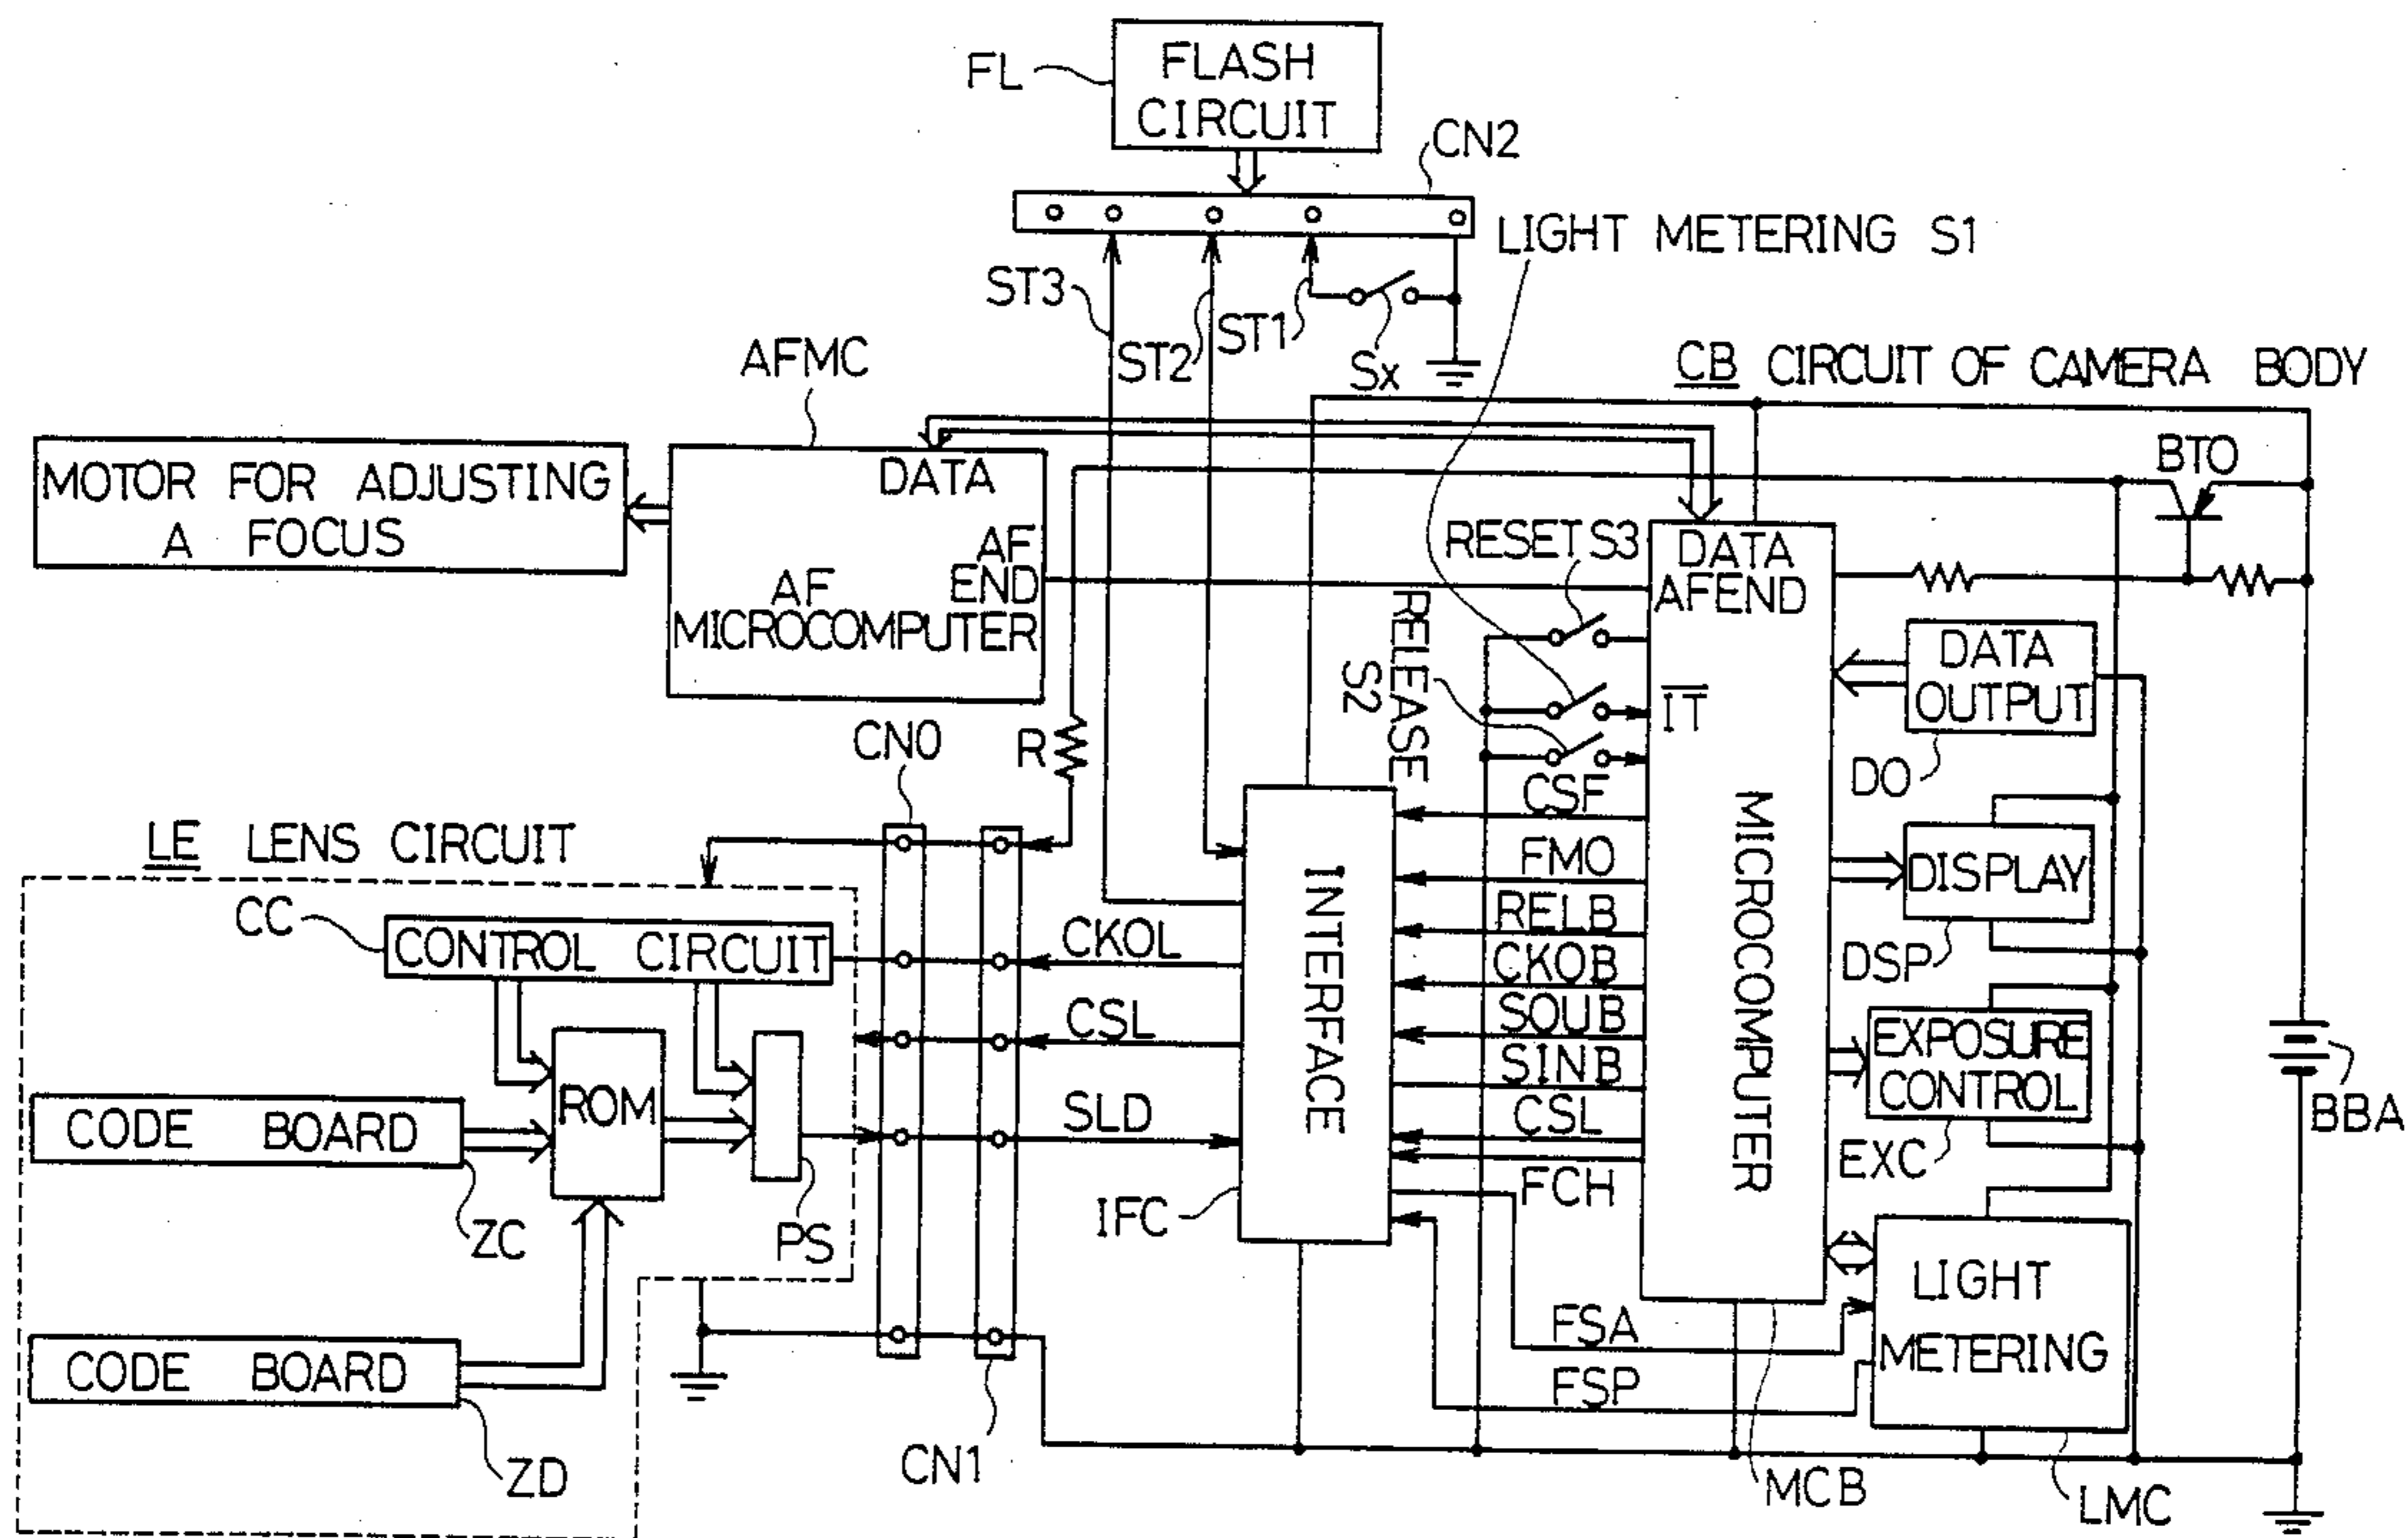 FL
FLASH
CIRCUIT
CN2
LIGHT METERING S1
ST3
ST2
ST1
Sx
AFMC
CB CIRCUIT OF CAMERA BODY
MOTOR FOR ADJUSTING
A FOCUS
DATA
AF
END
AF
MICROCOMPUTER
BTO
RESET S3
DATA
AFEND
RELEASE
S2
IT
DATA
OUTPUT
DO
R
CN0
LE LENS CIRCUIT
CC
CONTROL CIRCUIT
CKOL
CSL
SLD
ROM
CODE BOARD
ZC
PS
CODE BOARD
ZD
CN1
INTERFACE
IFC
CSF
FMO
RELB
CKOB
SOUB
SINB
CSL
FCH
FSA
FSP
MICROCOMPUTER
MCB
DISPLAY
DSP
EXPOSURE
CONTROL
EXC
BBA
LIGHT
METERING
LMC